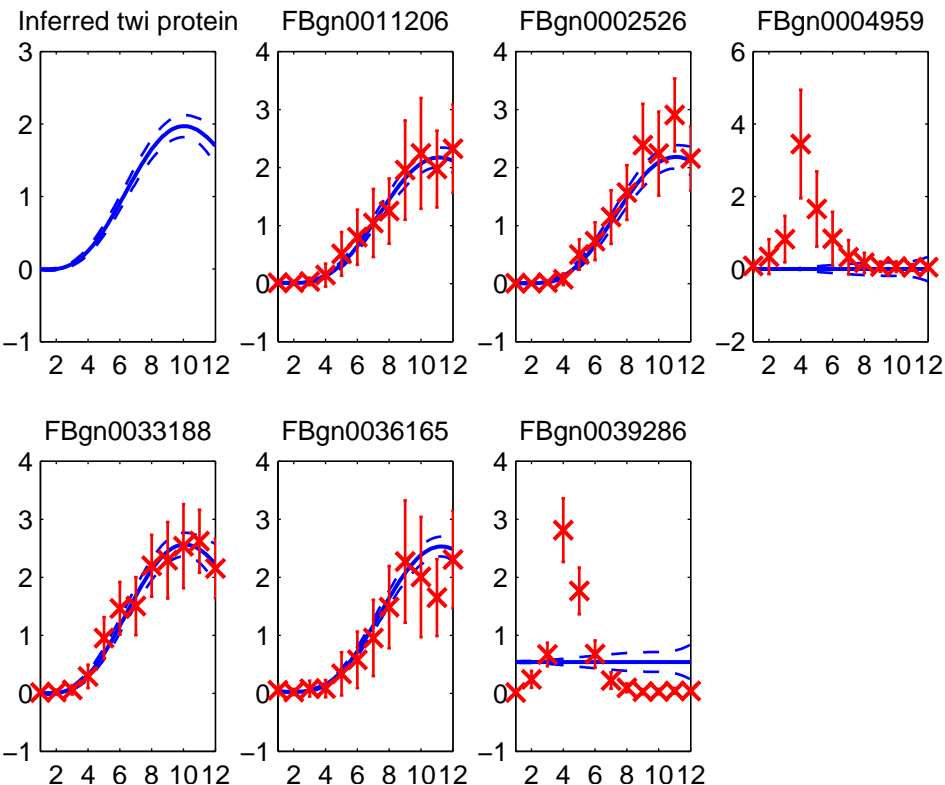 Inferred twi protein FBgn0011206 FBgn0002526 FBgn0004959
3 4 4 6
2 3 3 4
1 2 2 2
0 1 1 0
−1 0 0 −2
−1 −1
2 4 6 8 10 12 2 4 6 8 10 12 2 4 6 8 10 12 2 4 6 8 10 12
FBgn0033188 FBgn0036165 FBgn0039286
4 4 4
3 3 3
2 2 2
1 1 1
0 0 0
−1 −1 −1
2 4 6 8 10 12 2 4 6 8 10 12 2 4 6 8 10 12